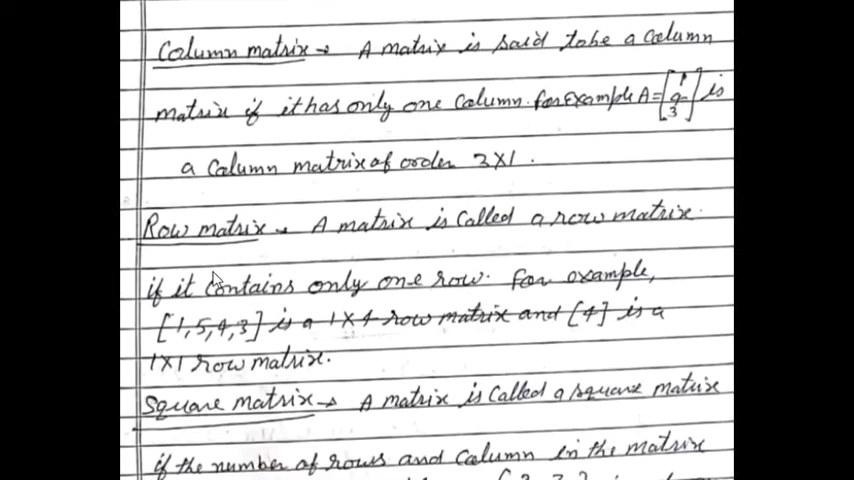 Column matrix → A matrix is said to be a column
matrix if it has only one column. for example A = [1 2 3] is
a column matrix of order 3×1.
Row matrix → A matrix is called a row matrix.
if it contains only one row. for example,
[1,5,4,3] is a 1×4 row matrix and [4] is a
1×1 row matrix.
Square matrix → A matrix is called a square matrix
if the number of rows and column in the matrix